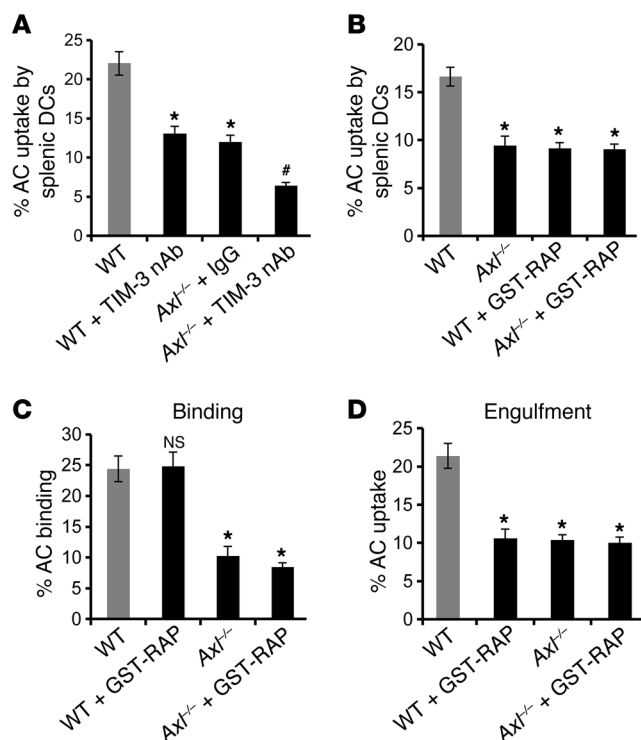 A
% AC uptake by
splenic DCs
25
20
15
10
5
0
*
*
#
WT
WT + TIM-3 nAb
Axl⁻/⁻ + IgG
Axl⁻/⁻ + TIM-3 nAb
B
% AC uptake by
splenic DCs
20
15
10
5
0
*
*
*
WT
Axl⁻/⁻
WT + GST-RAP
Axl⁻/⁻ + GST-RAP
C
Binding
% AC binding
30
25
20
15
10
5
0
NS
*
*
WT
WT + GST-RAP
Axl⁻/⁻
Axl⁻/⁻ + GST-RAP
D
Engulfment
% AC uptake
25
20
15
10
5
0
*
*
*
WT
WT + GST-RAP
Axl⁻/⁻
Axl⁻/⁻ + GST-RAP